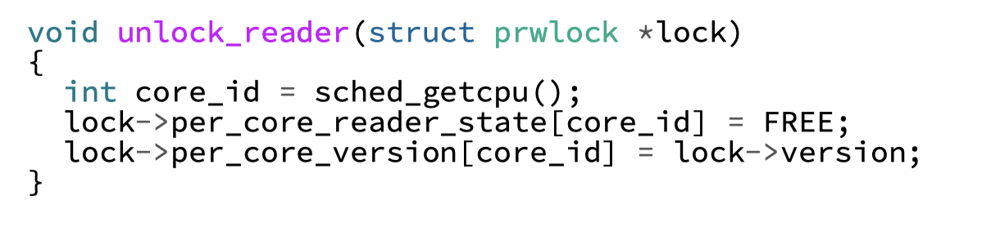 void unlock_reader(struct prwlock *lock)
{
  int core_id = sched_getcpu();
  lock->per_core_reader_state[core_id] = FREE;
  lock->per_core_version[core_id] = lock->version;
}